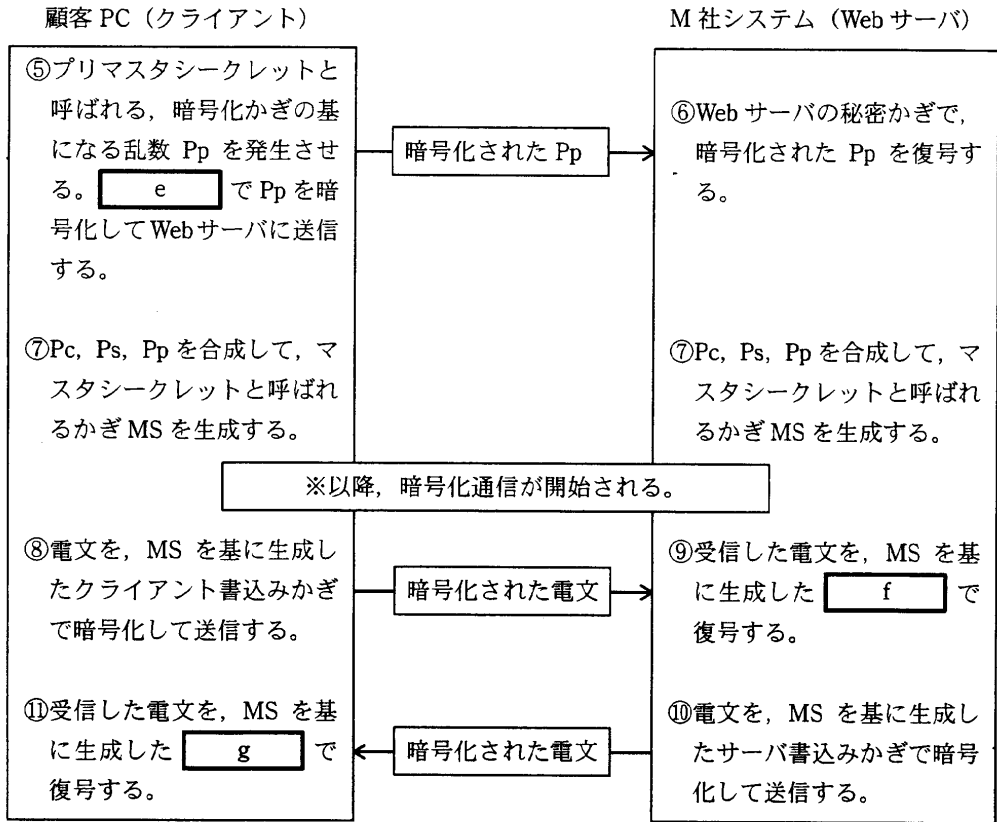 顧客 PC（クライアント）
M 社システム（Web サーバ）
⑤プリマスタシークレットと
呼ばれる，暗号化かぎの基
になる乱数 Pp を発生させ
る。 e で Pp を暗
号化して Web サーバに送信
する。
暗号化された Pp
⑥Web サーバの秘密かぎで，
暗号化された Pp を復号す
る。
⑦Pc, Ps, Pp を合成して，マ
スタシークレットと呼ばれ
るかぎ MS を生成する。
⑦Pc, Ps, Pp を合成して，マ
スタシークレットと呼ばれ
るかぎ MS を生成する。
※以降，暗号化通信が開始される。
⑧電文を，MS を基に生成し
たクライアント書込みかぎ
で暗号化して送信する。
暗号化された電文
⑨受信した電文を，MS を基
に生成した f で
復号する。
⑪受信した電文を，MS を基
に生成した g で
復号する。
暗号化された電文
⑩電文を，MS を基に生成し
たサーバ書込みかぎで暗号
化して送信する。